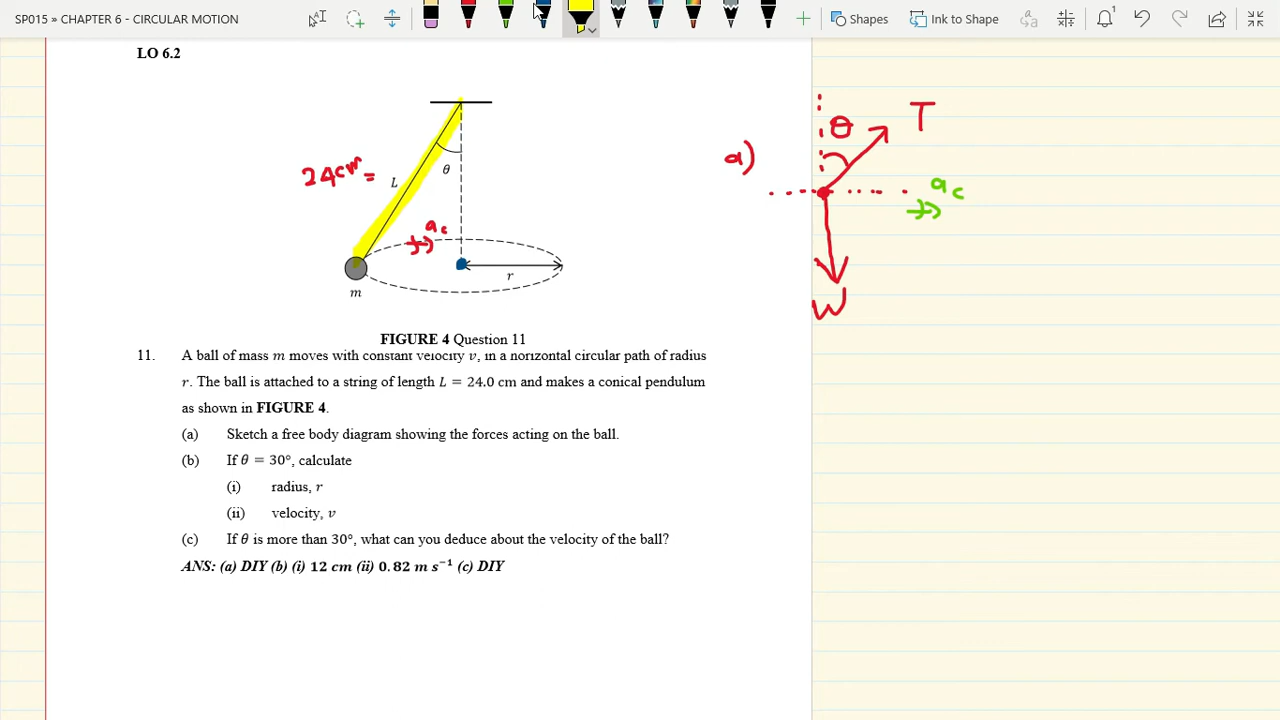 SP015 » CHAPTER 6 - CIRCULAR MOTION
Shapes
Ink to Shape
1
LO 6.2
24cm =
L
θ
a c
r
m
a)
θ
T
a c
W
FIGURE 4 Question 11
11. A ball of mass m moves with constant velocity v, in a horizontal circular path of radius
r. The ball is attached to a string of length L = 24.0 cm and makes a conical pendulum
as shown in FIGURE 4.
(a) Sketch a free body diagram showing the forces acting on the ball.
(b) If θ = 30°, calculate
(i) radius, r
(ii) velocity, v
(c) If θ is more than 30°, what can you deduce about the velocity of the ball?
ANS: (a) DIY (b) (i) 12 cm (ii) 0.82 m s⁻¹ (c) DIY